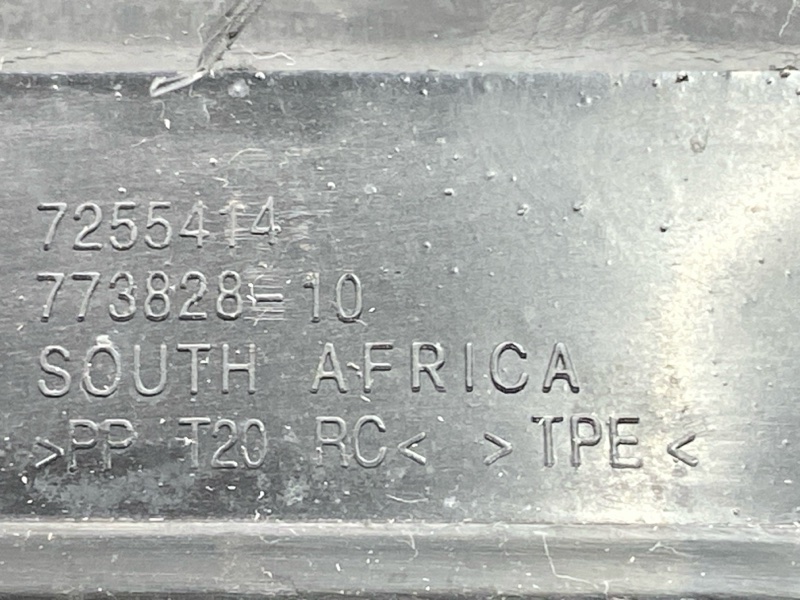 7255414
773828-10
SOUTH AFRICA
>PP T20 RC< >TPE<